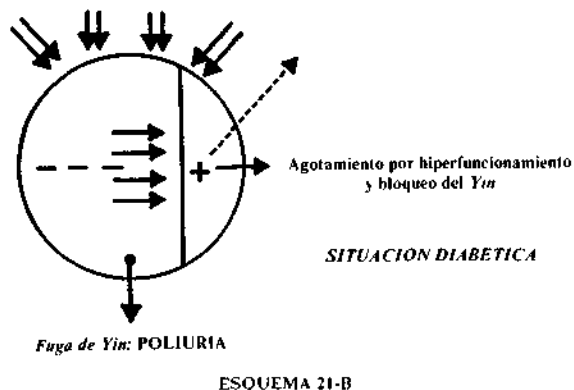 Agotamiento por hiperfuncionamiento
y bloqueo del Yin
SITUACION DIABETICA
Fuga de Yin: POLIURIA
ESQUEMA 21-B